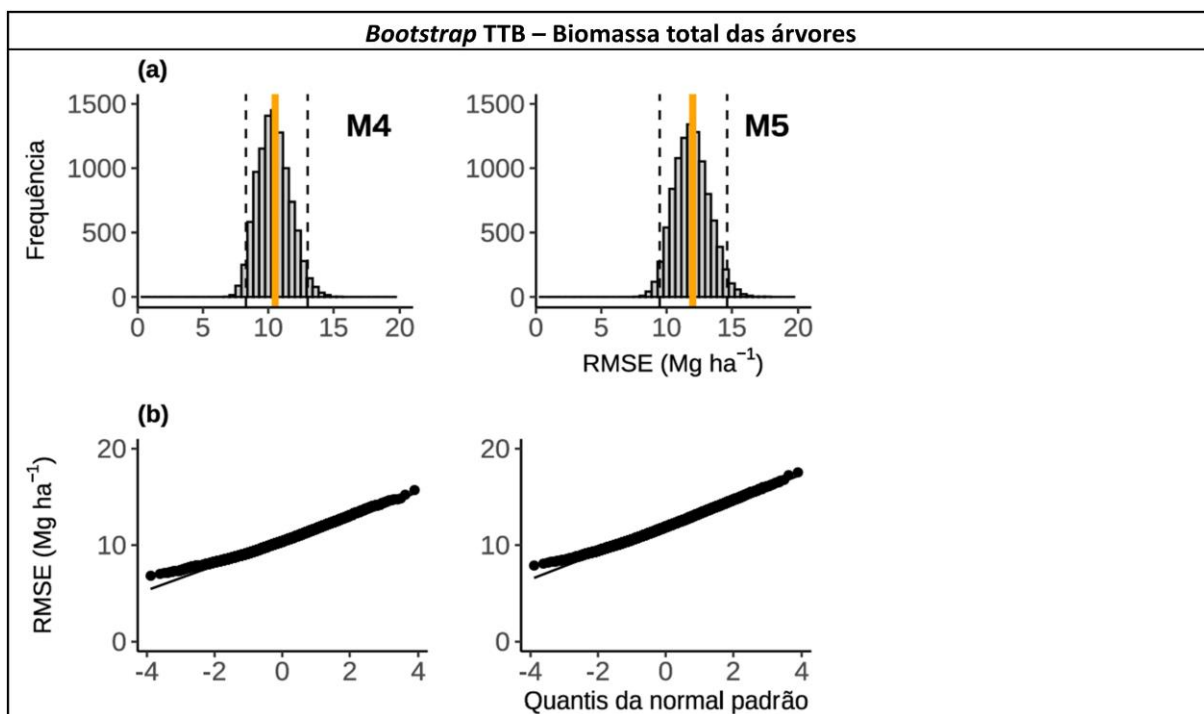 Bootstrap TTB – Biomassa total das árvores
(a)
M4
M5
Frequência
1500
1000
500
0
0 5 10 15 20
1500
1000
500
0
0 5 10 15 20
RMSE (Mg ha⁻¹)
(b)
RMSE (Mg ha⁻¹)
20
10
0
-4 -2 0 2 4
20
10
0
-4 -2 0 2 4
Quantis da normal padrão